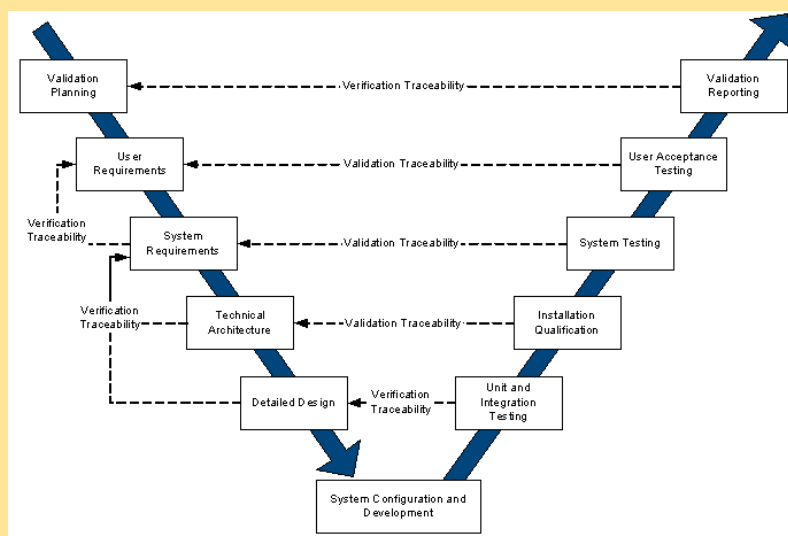 Validation
Planning
Verification Traceability
Validation
Reporting
User
Requirements
Validation Traceability
User Acceptance
Testing
Verification
Traceability
System
Requirements
Validation Traceability
System Testing
Verification
Traceability
Technical
Architecture
Validation Traceability
Installation
Qualification
Detailed Design
Verification
Traceability
Unit and
Integration
Testing
System Configuration and
Development